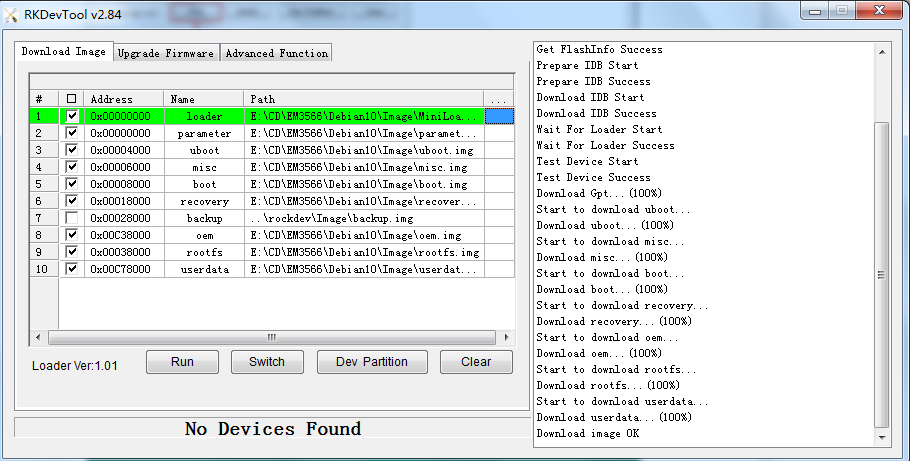 RKDevTool v2.84
Download Image Upgrade Firmware Advanced Function
# Address Name Path ...
1 0x00000000 loader E:\CD\EM3566\Debian10\Image\MiniLoa...
2 0x00000000 parameter E:\CD\EM3566\Debian10\Image\paramet...
3 0x00004000 uboot E:\CD\EM3566\Debian10\Image\uboot.img
4 0x00006000 misc E:\CD\EM3566\Debian10\Image\misc.img
5 0x00008000 boot E:\CD\EM3566\Debian10\Image\boot.img
6 0x00018000 recovery E:\CD\EM3566\Debian10\Image\recover...
7 0x00028000 backup ..\rockdev\Image\backup.img
8 0x00C38000 oem E:\CD\EM3566\Debian10\Image\oem.img
9 0x00038000 rootfs E:\CD\EM3566\Debian10\Image\rootfs.img
10 0x00C78000 userdata E:\CD\EM3566\Debian10\Image\userdat...
Loader Ver:1.01 Run Switch Dev Partition Clear
No Devices Found
Get FlashInfo Success
Prepare IDB Start
Prepare IDB Success
Download IDB Start
Download IDB Success
Wait For Loader Start
Wait For Loader Success
Test Device Start
Test Device Success
Download Gpt...(100%)
Start to download uboot...
Download uboot...(100%)
Start to download misc...
Download misc...(100%)
Start to download boot...
Download boot...(100%)
Start to download recovery...
Download recovery...(100%)
Start to download oem...
Download oem...(100%)
Start to download rootfs...
Download rootfs...(100%)
Start to download userdata...
Download userdata...(100%)
Download image OK